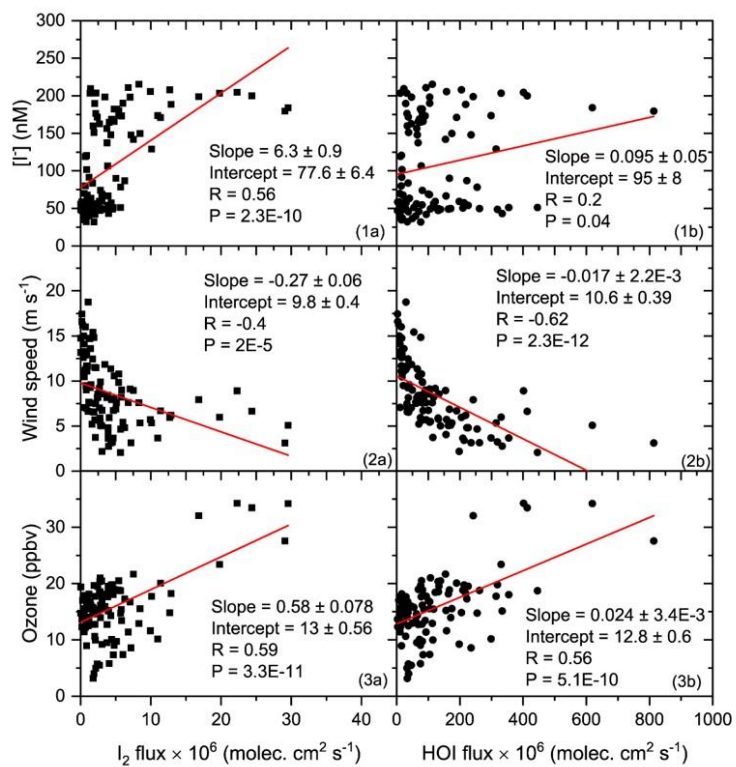 300
250
200
150
100
50
0
[I-] (nM)
Slope = 6.3 ± 0.9
Intercept = 77.6 ± 6.4
R = 0.56
P = 2.3E-10
(1a)
Slope = 0.095 ± 0.05
Intercept = 95 ± 8
R = 0.2
P = 0.04
(1b)
20
15
10
5
0
Wind speed (m s-1)
Slope = -0.27 ± 0.06
Intercept = 9.8 ± 0.4
R = -0.4
P = 2E-5
(2a)
Slope = -0.017 ± 2.2E-3
Intercept = 10.6 ± 0.39
R = -0.62
P = 2.3E-12
(2b)
30
20
10
0
Ozone (ppbv)
Slope = 0.58 ± 0.078
Intercept = 13 ± 0.56
R = 0.59
P = 3.3E-11
(3a)
Slope = 0.024 ± 3.4E-3
Intercept = 12.8 ± 0.6
R = 0.56
P = 5.1E-10
(3b)
0 10 20 30 40
0 200 400 600 800 1000
I2 flux × 10^6 (molec. cm2 s-1)
HOI flux × 10^6 (molec. cm2 s-1)